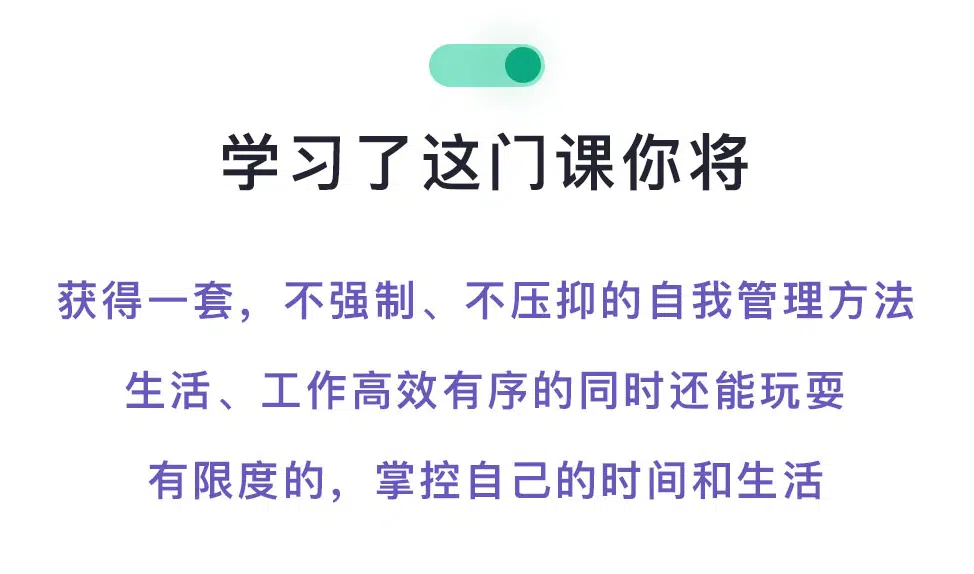 学习了这门课你将
获得一套，不强制、不压抑的自我管理方法
生活、工作高效有序的同时还能玩耍
有限度的，掌控自己的时间和生活